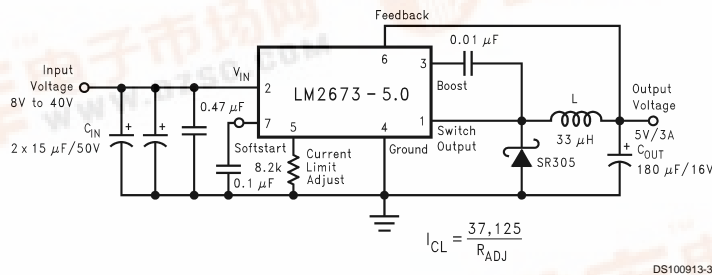 Feedback
0.01 μF
Input
Voltage
8V to 40V
V_IN
6
3
2
LM2673 - 5.0
Boost
L
Output
Voltage
0.47 μF
7
5
4
1
Switch
Output
33 μH
5V/3A
C_IN
2 x 15 μF/50V
Softstart
8.2k
Current
Limit
Adjust
Ground
SR305
C_OUT
180 μF/16V
0.1 μF
I_CL = 37,125 / R_ADJ
DS100913-3